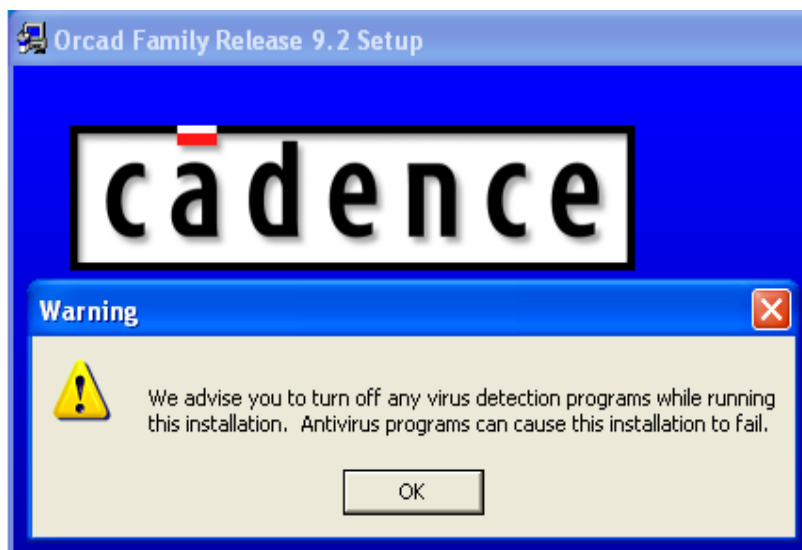 Orcad Family Release 9.2 Setup
cadence
Warning
We advise you to turn off any virus detection programs while running
this installation. Antivirus programs can cause this installation to fail.
OK